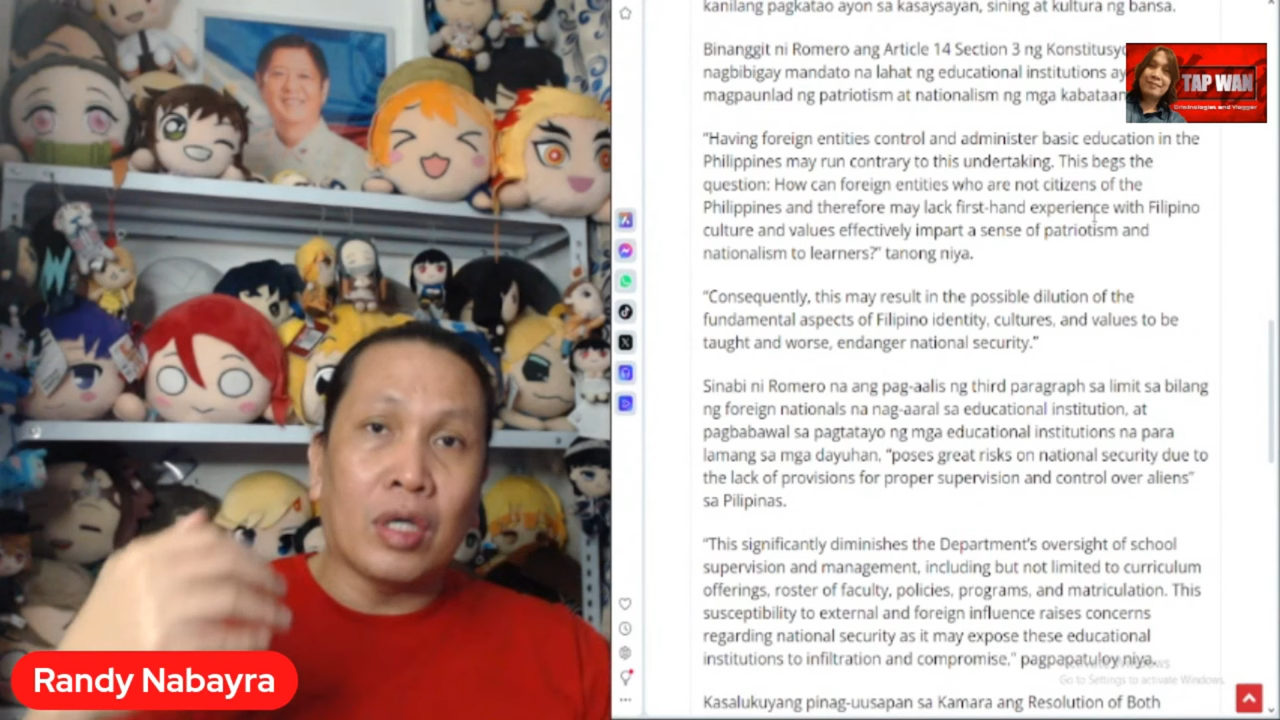 kanilang pagkatao ayon sa kasaysayan, sining at kultura ng bansa.
Binanggit ni Romero ang Article 14 Section 3 ng
nagbibigay mandato na lahat ng educational institutions
magpaunlad ng patriotism at nationalism ng mga
“Having foreign entities control and administer basic education in the
Philippines may run contrary to this undertaking. This begs the
question: How can foreign entities who are not citizens of the
Philippines and therefore may lack first-hand experience with Filipino
culture and values effectively impart a sense of patriotism and
nationalism to learners?” tanong niya.
“Consequently, this may result in the possible dilution of the
fundamental aspects of Filipino identity, cultures, and values to be
taught and worse, endanger national security.”
Sinabi ni Romero na ang pag-aalis ng third paragraph sa limit sa bilang
ng foreign nationals na nag-aaral sa educational institution, at
pagbabawal sa pagtatayo ng mga educational institutions na para
lamang sa mga dayuhan, “poses great risks on national security due to
the lack of provisions for proper supervision and control over aliens”
sa Pilipinas.
“This significantly diminishes the Department’s oversight of school
supervision and management, including but not limited to curriculum
offerings, roster of faculty, policies, programs, and matriculation. This
susceptibility to external and foreign influence raises concerns
regarding national security as it may expose these educational
institutions to infiltration and compromise,” pagpapatuloy niya.
Kasalukuyang pinag-uusapan sa Kamara ang Resolution of Both
TAP WAN
Criminologist and Vlogger
Windows
Go to Settings to activate Windows.
Randy Nabayra